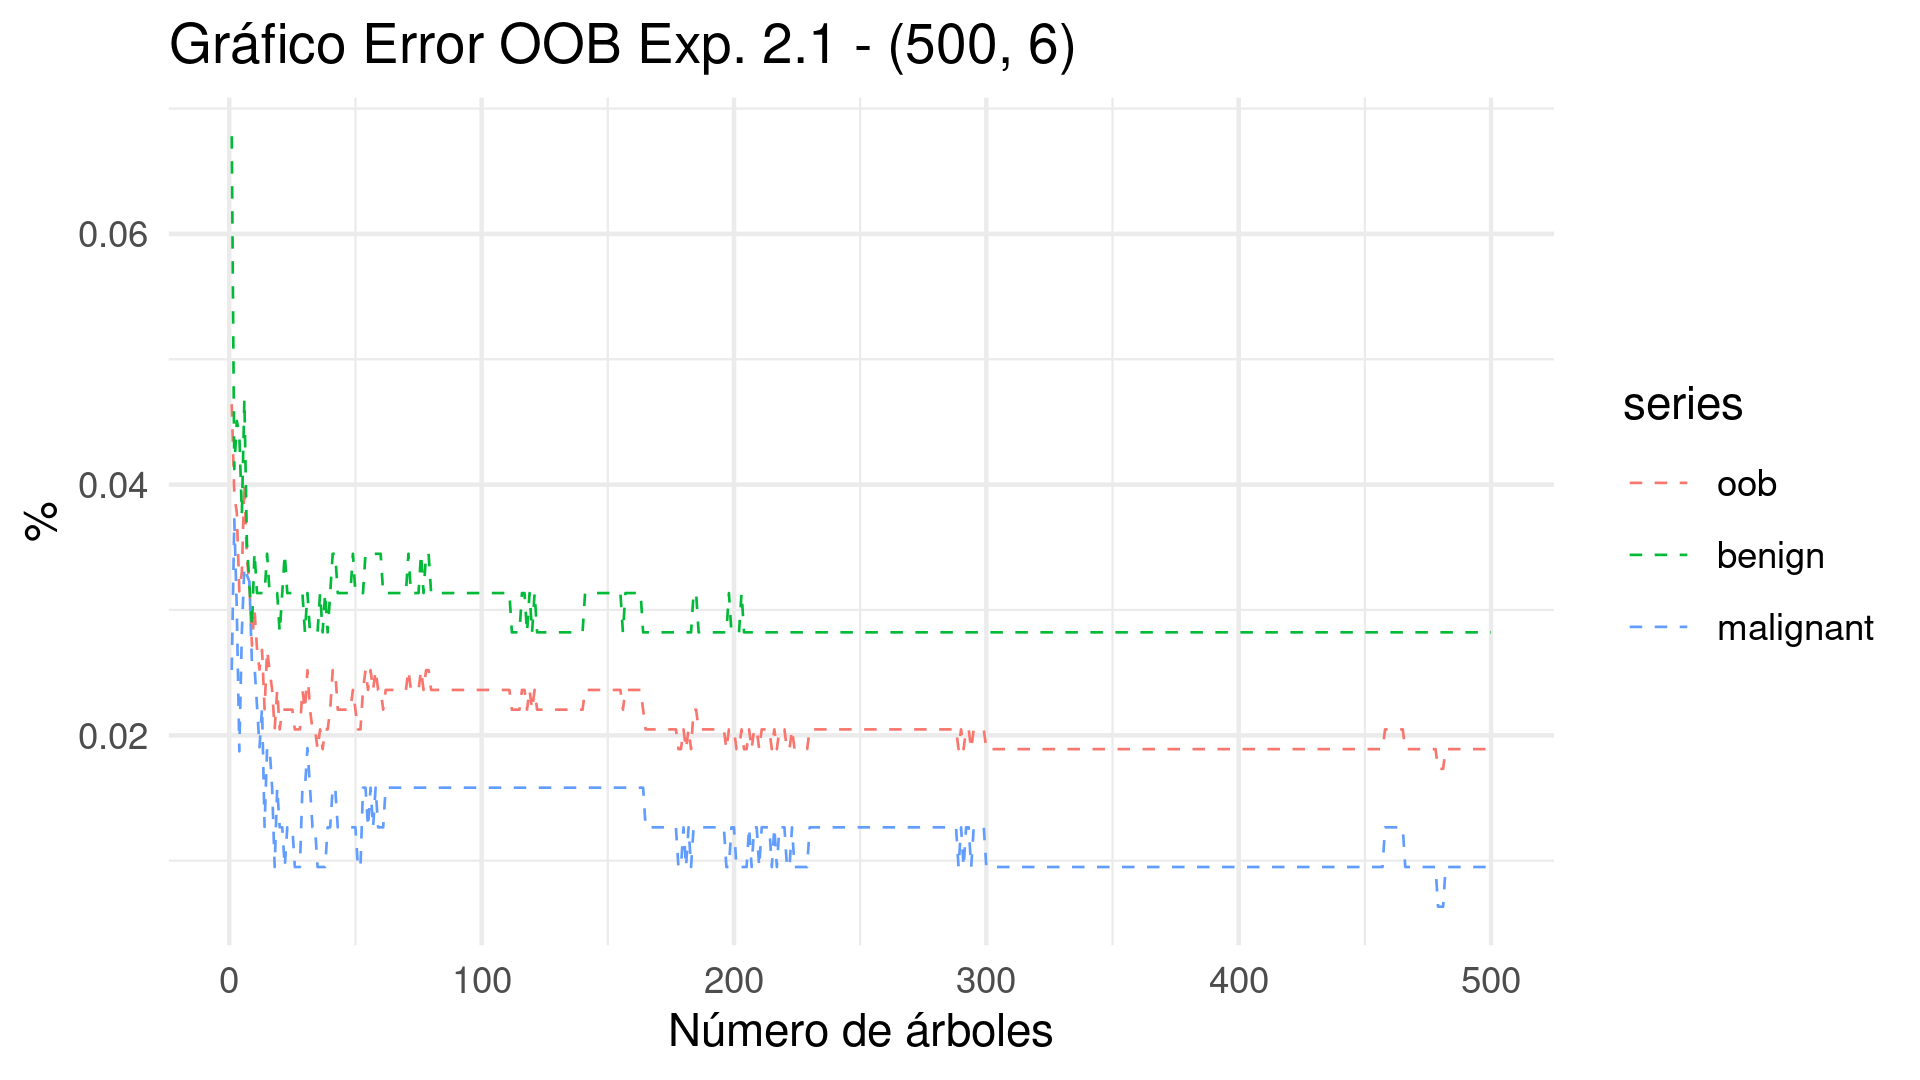 Gráfico Error OOB Exp. 2.1 - (500, 6)
%
0.06
0.04
0.02
0 100 200 300 400 500
Número de árboles
series
oob
benign
malignant